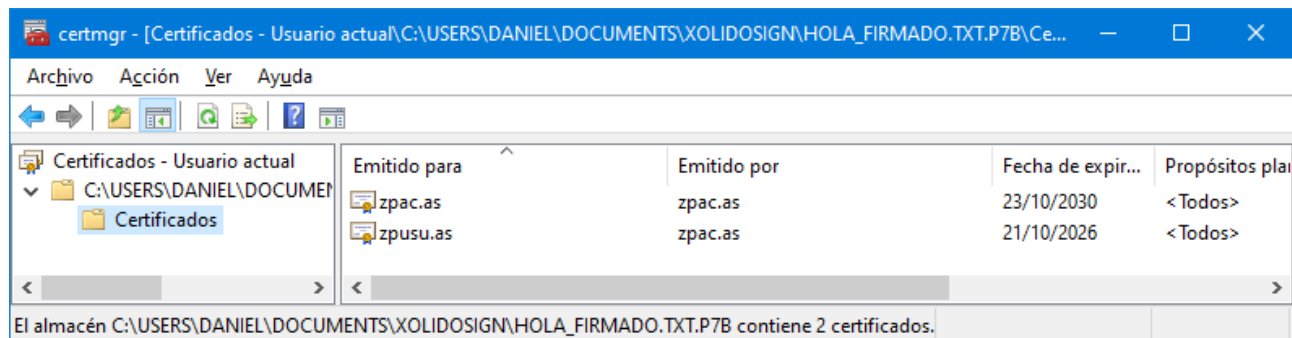 certmgr - [Certificados - Usuario actual\C:\USERS\DANIEL\DOCUMENTS\XOLIDOSIGN\HOLA_FIRMADO.TXT.P7B\Ce...
Archivo Acción Ver Ayuda
Certificados - Usuario actual
C:\USERS\DANIEL\DOCUMEN
Certificados
Emitido para Emitido por Fecha de expir... Propósitos plan
zpac.as zpac.as 23/10/2030 <Todos>
zpusu.as zpac.as 21/10/2026 <Todos>
El almacén C:\USERS\DANIEL\DOCUMENTS\XOLIDOSIGN\HOLA_FIRMADO.TXT.P7B contiene 2 certificados.